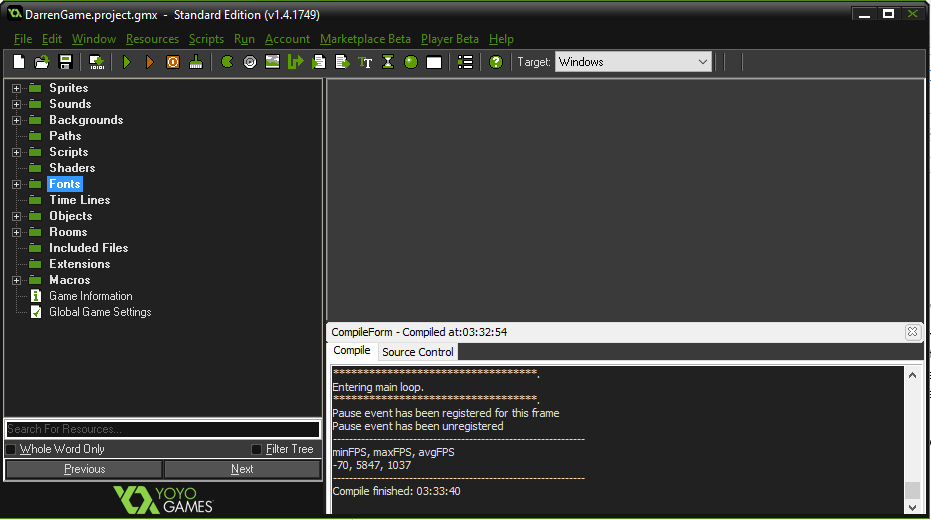 DarrenGame.project.gmx - Standard Edition (v1.4.1749)
File Edit Window Resources Scripts Run Account Marketplace Beta Player Beta Help
TT Target: Windows
Sprites
Sounds
Backgrounds
Paths
Scripts
Shaders
Fonts
Time Lines
Objects
Rooms
Included Files
Extensions
Macros
Game Information
Global Game Settings
Search For Resources...
Whole Word Only Filter Tree
Previous Next
YOYO
GAMES
CompileForm - Compiled at:03:32:54
Compile Source Control
**********************************.
Entering main loop.
**********************************.
Pause event has been registered for this frame
Pause event has been unregistered
---------------------------------------------------------------
minFPS, maxFPS, avgFPS
-70, 5847, 1037
---------------------------------------------------------------
Compile finished: 03:33:40